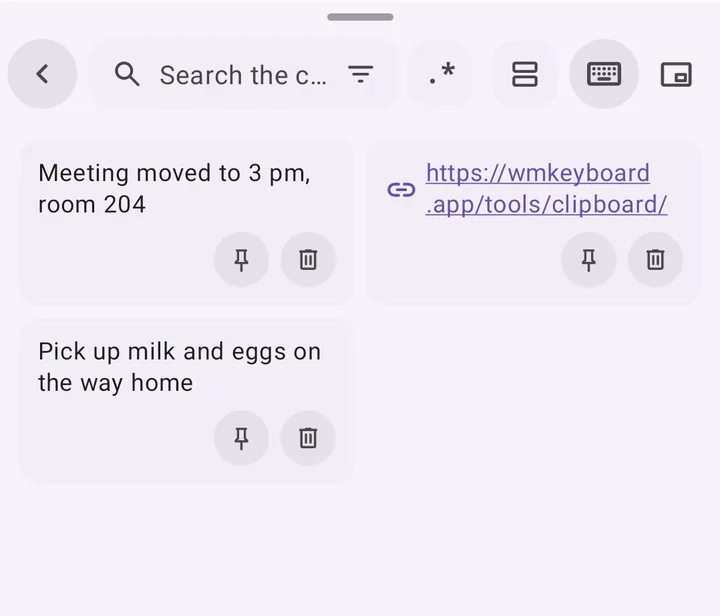 Search the c...
.*
Meeting moved to 3 pm,
room 204
https://wmkeyboard
.app/tools/clipboard/
Pick up milk and eggs on
the way home